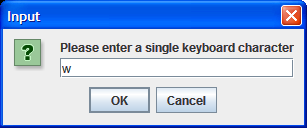 Input
?
Please enter a single keyboard character
w
OK Cancel